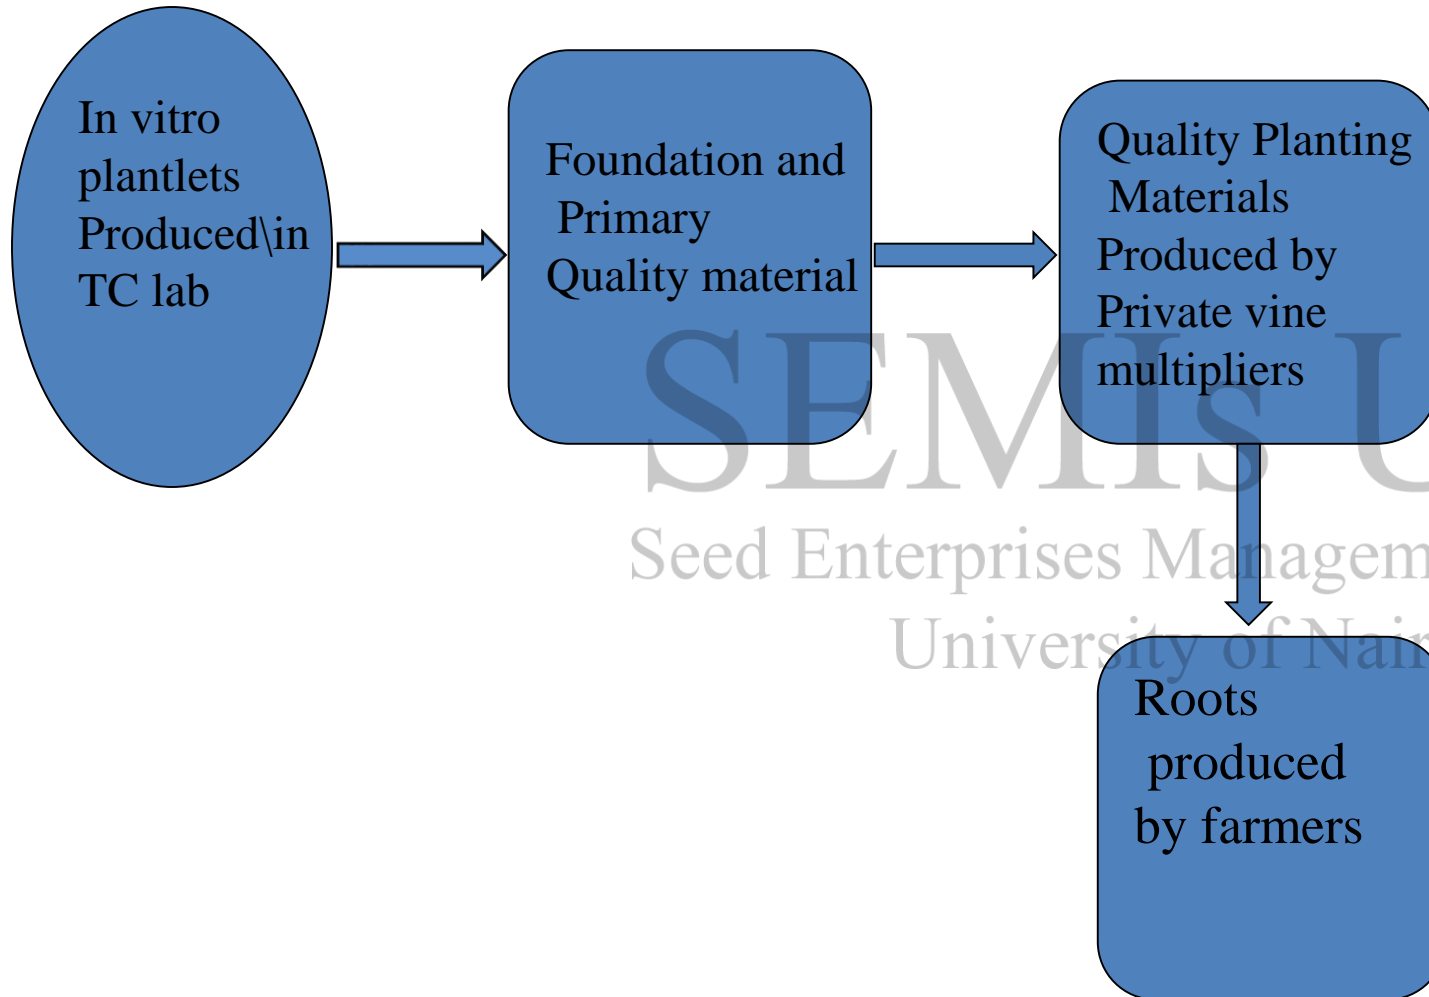 In vitro
plantlets
Produced\in
TC lab
Foundation and
Primary
Quality material
Quality Planting
Materials
Produced by
Private vine
multipliers
SEMIs U
Seed Enterprises Managem
University of Nair
Roots
produced
by farmers